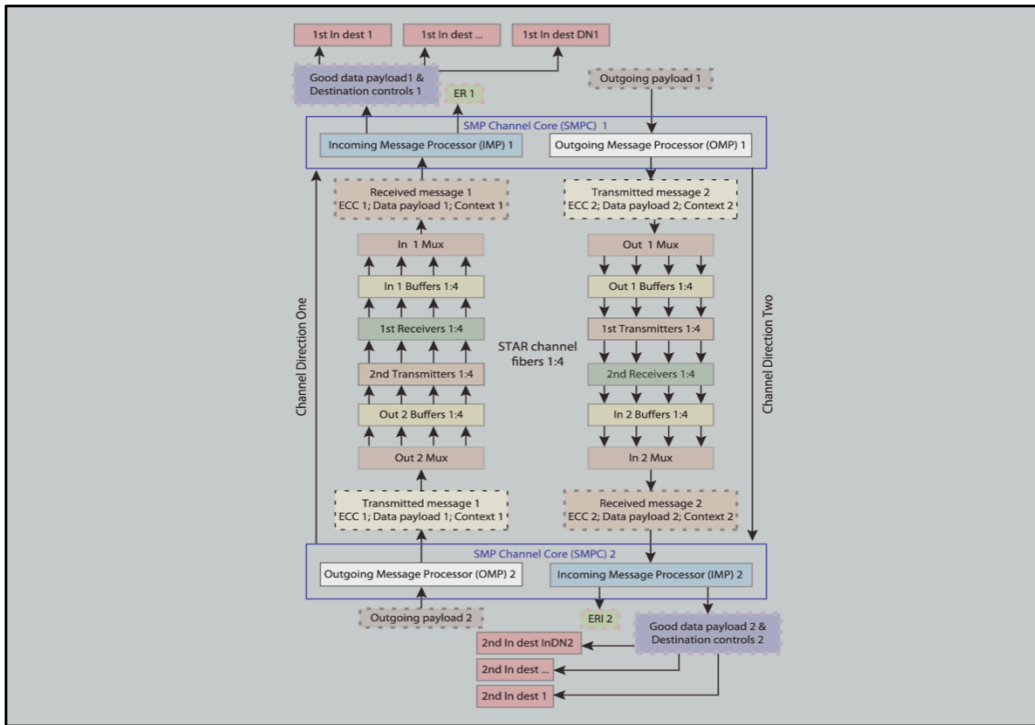 1st In dest 1
1st In dest ...
1st In dest DN1
Good data payload1 &
Destination controls 1
ER 1
Outgoing payload 1
SMP Channel Core (SMPC) 1
Incoming Message Processor (IMP) 1
Outgoing Message Processor (OMP) 1
Received message 1
ECC 1; Data payload 1; Context 1
Transmitted message 2
ECC 2; Data payload 2; Context 2
In 1 Mux
Out 1 Mux
In 1 Buffers 1:4
Out 1 Buffers 1:4
1st Receivers 1:4
1st Transmitters 1:4
Channel Direction One
STAR channel
fibers 1:4
Channel Direction Two
2nd Transmitters 1:4
2nd Receivers 1:4
Out 2 Buffers 1:4
In 2 Buffers 1:4
Out 2 Mux
In 2 Mux
Transmitted message 1
ECC 1; Data payload 1; Context 1
Received message 2
ECC 2; Data payload 2; Context 2
SMP Channel Core (SMPC) 2
Outgoing Message Processor (OMP) 2
Incoming Message Processor (IMP) 2
Outgoing payload 2
ERI 2
Good data payload 2 &
Destination controls 2
2nd In dest InDN2
2nd In dest ...
2nd In dest 1